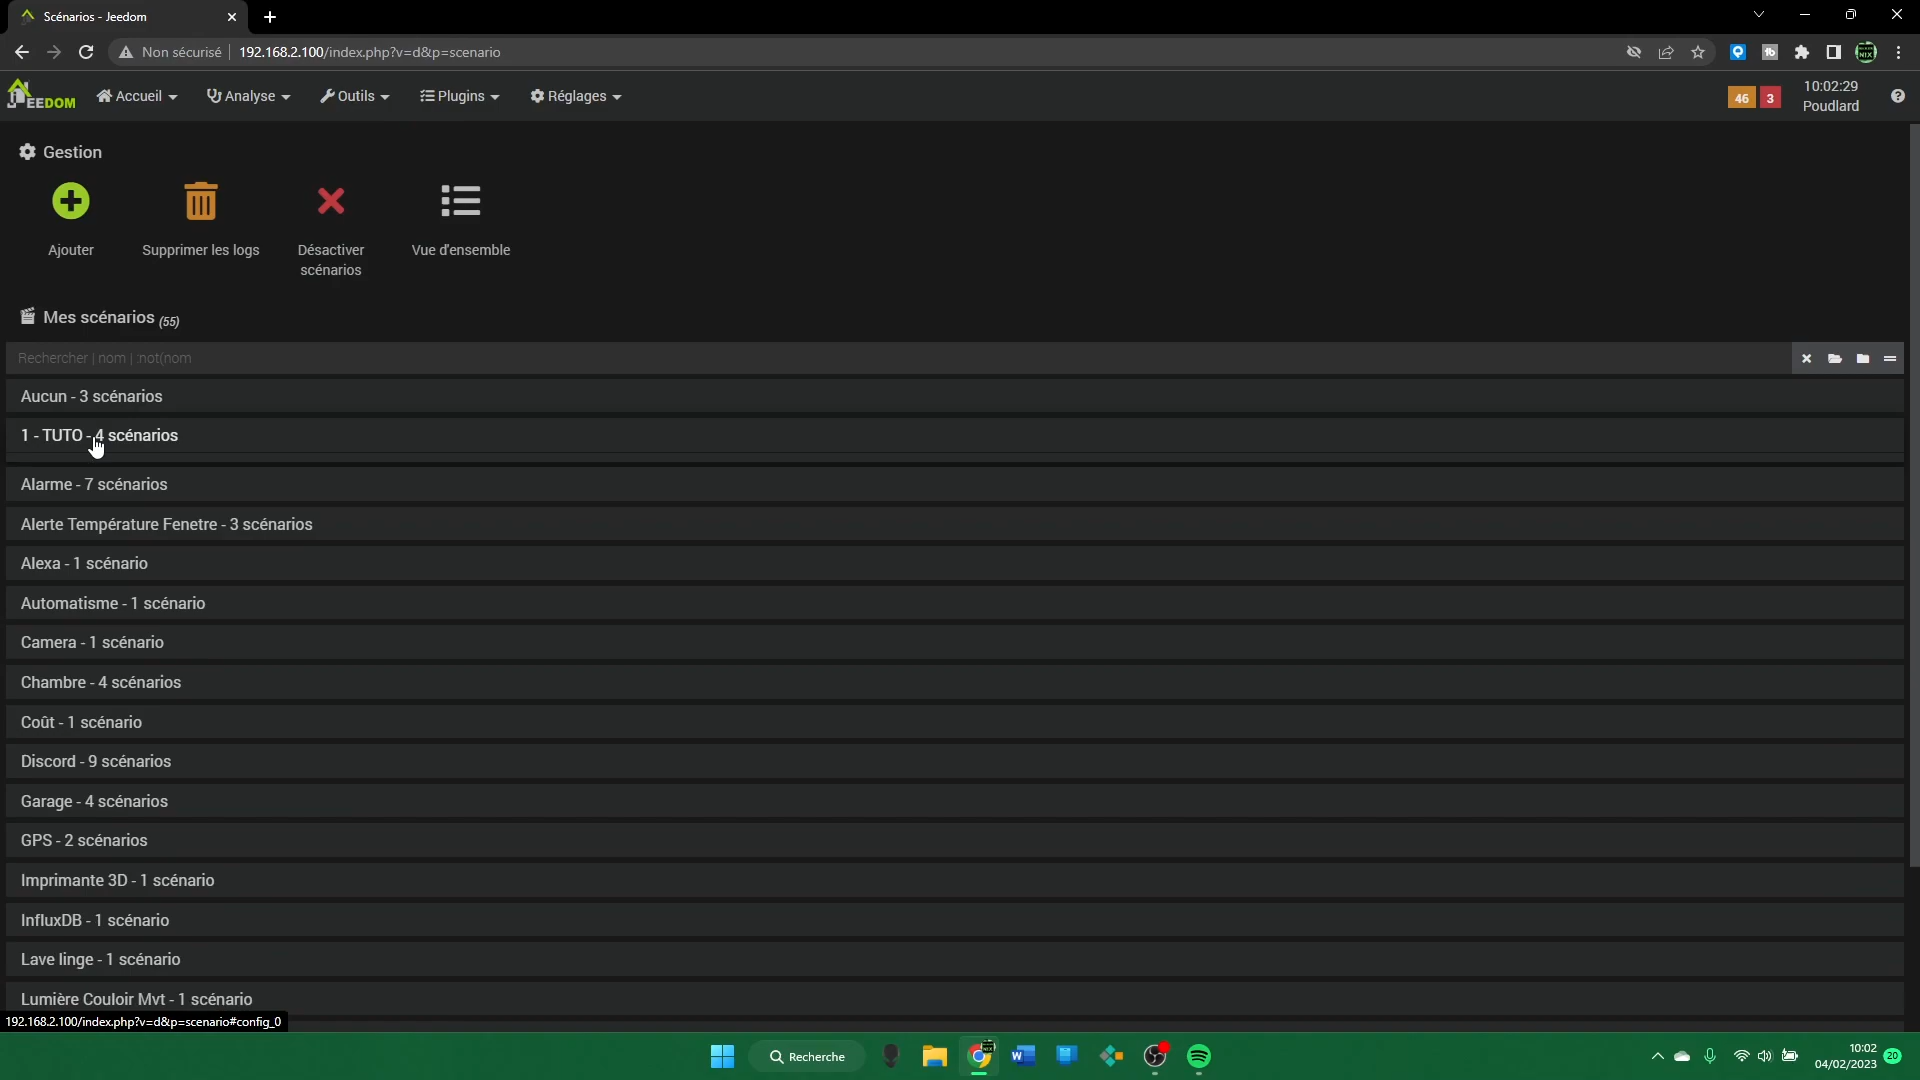 Scénarios - Jeedom
Non sécurisé
192.168.2.100/index.php?v=d&p=scenario
JEEDOM
Accueil
Analyse
Outils
Plugins
Réglages
46
3
10:02:29
Poudlard
Gestion
Ajouter
Supprimer les logs
Désactiver
scénarios
Vue d'ensemble
Mes scénarios (55)
Rechercher | nom | :not(nom
Aucun - 3 scénarios
1 - TUTO - 4 scénarios
Alarme - 7 scénarios
Alerte Température Fenetre - 3 scénarios
Alexa - 1 scénario
Automatisme - 1 scénario
Camera - 1 scénario
Chambre - 4 scénarios
Coût - 1 scénario
Discord - 9 scénarios
Garage - 4 scénarios
GPS - 2 scénarios
Imprimante 3D - 1 scénario
InfluxDB - 1 scénario
Lave linge - 1 scénario
Lumière Couloir Mvt - 1 scénario
192.168.2.100/index.php?v=d&p=scenario#config_0
Recherche
10:02
04/02/2023
20